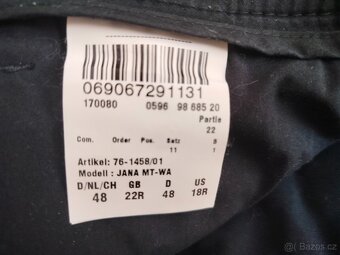 069067291131
170080 0596 98 685 20
Partie
22
Com. Order Pos. Satz B
11 1
Artikel: 76-1458/01
Modell : JANA MT-WA
D/NL/CH GB D US
48 22R 48 18R
bazos.cz